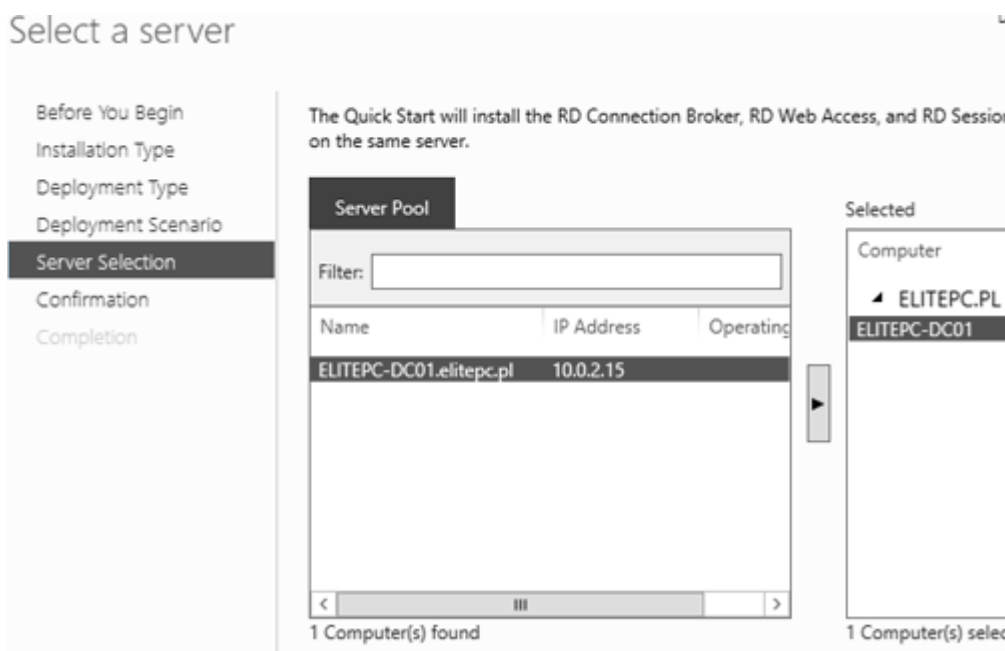 Select a server
Before You Begin
Installation Type
Deployment Type
Deployment Scenario
Server Selection
Confirmation
Completion
The Quick Start will install the RD Connection Broker, RD Web Access, and RD Session
on the same server.
Server Pool
Filter:
Name IP Address Operating
ELITEPC-DC01.elitepc.pl 10.0.2.15
1 Computer(s) found
Selected
Computer
ELITEPC.PL
ELITEPC-DC01
1 Computer(s) selec